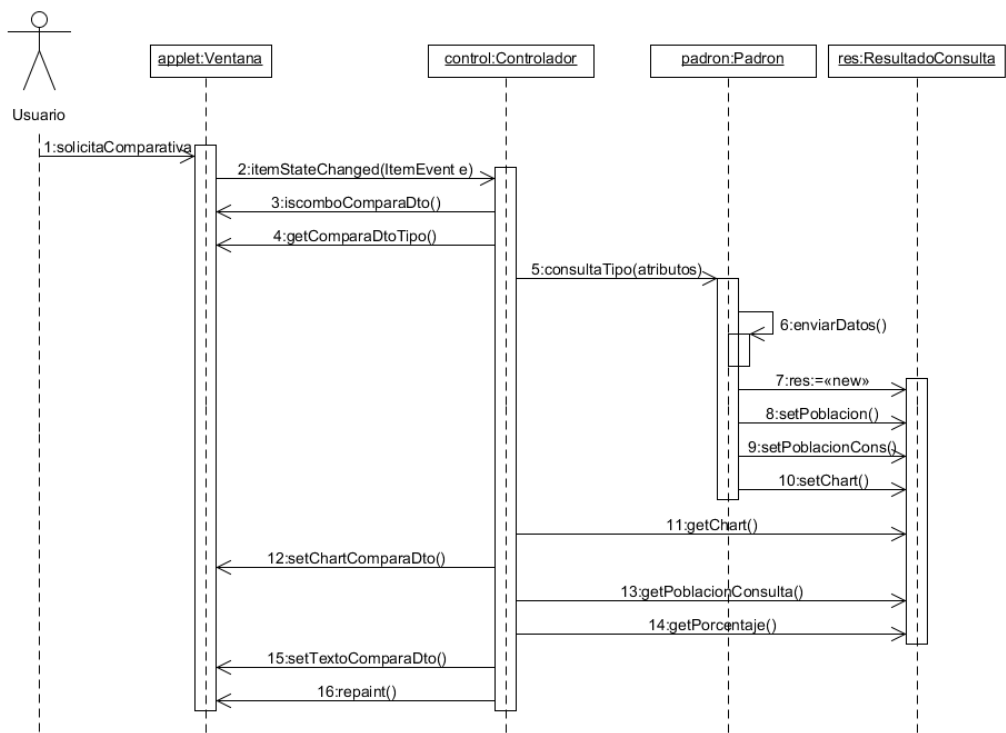 applet:Ventana
control:Controlador
padron:Padron
res:ResultadoConsulta
Usuario
1:solicitaComparativa
2:itemStateChanged(ItemEvent e)
3:iscomboComparaDto()
4:getComparaDtoTipo()
5:consultaTipo(atributos)
6:enviarDatos()
7:res:=«new»
8:setPoblacion()
9:setPoblacionCons()
10:setChart()
11:getChart()
12:setChartComparaDto()
13:getPoblacionConsulta()
14:getPorcentaje()
15:setTextoComparaDto()
16:repaint()